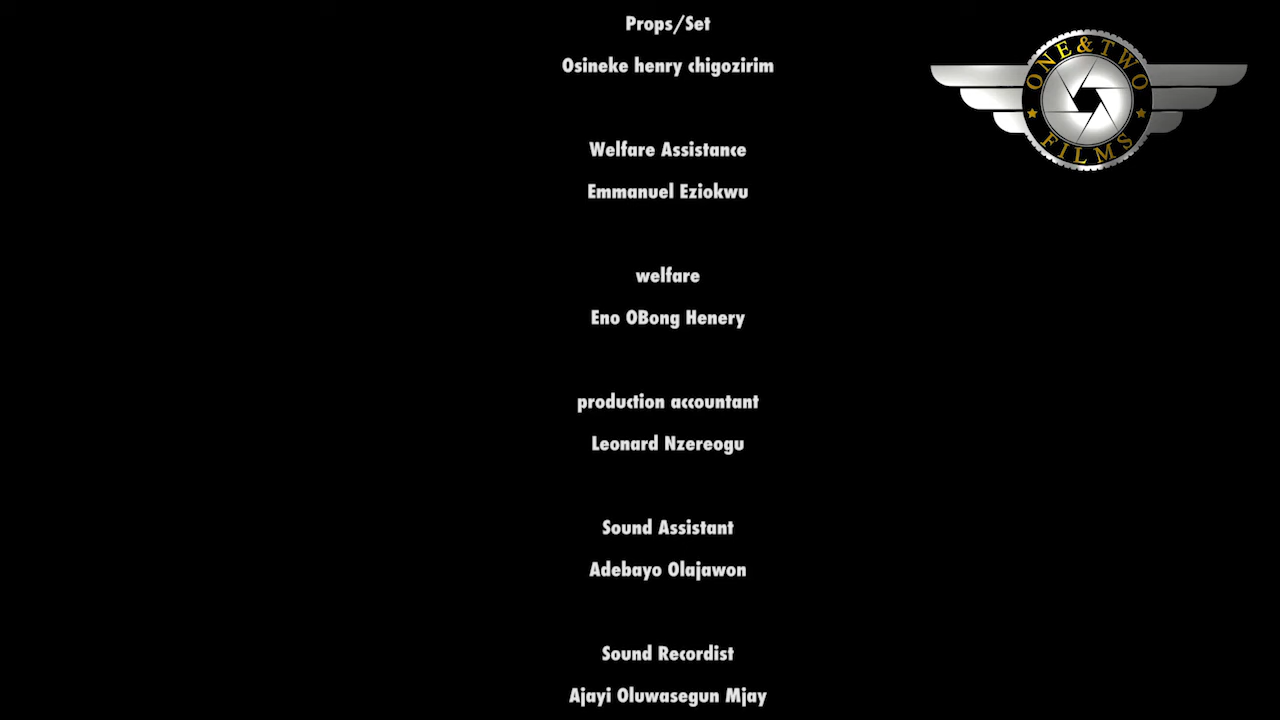 Props/Set
Osineke henry chigozirim
Welfare Assistance
Emmanuel Eziokwu
welfare
Eno OBong Henery
production accountant
Leonard Nzereogu
Sound Assistant
Adebayo Olajawon
Sound Recordist
Ajayi Oluwasegun Mjay
ONE&TWO
FILMS